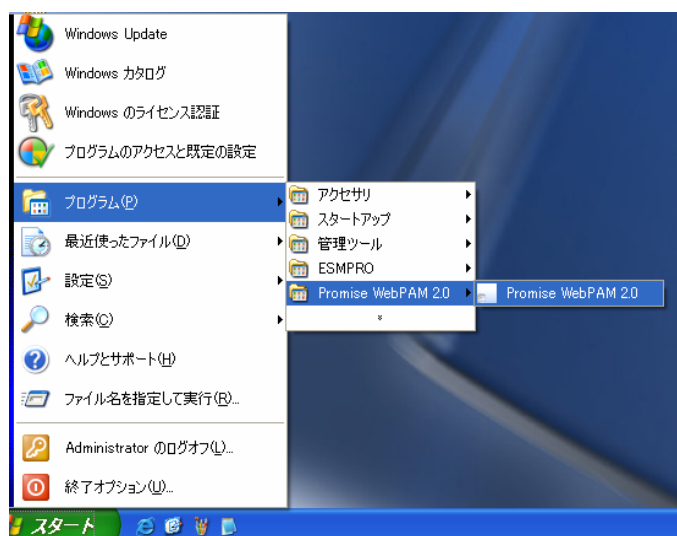 Windows Update
Windows カタログ
Windows のライセンス認証
プログラムのアクセスと既定の設定
プログラム(P)
最近使ったファイル(D)
設定(S)
検索(C)
ヘルプとサポート(H)
ファイル名を指定して実行(R)...
Administrator のログオフ(L)...
終了オプション(U)...
アクセサリ
スタートアップ
管理ツール
ESMPRO
Promise WebPAM 2.0
Promise WebPAM 2.0
スタート